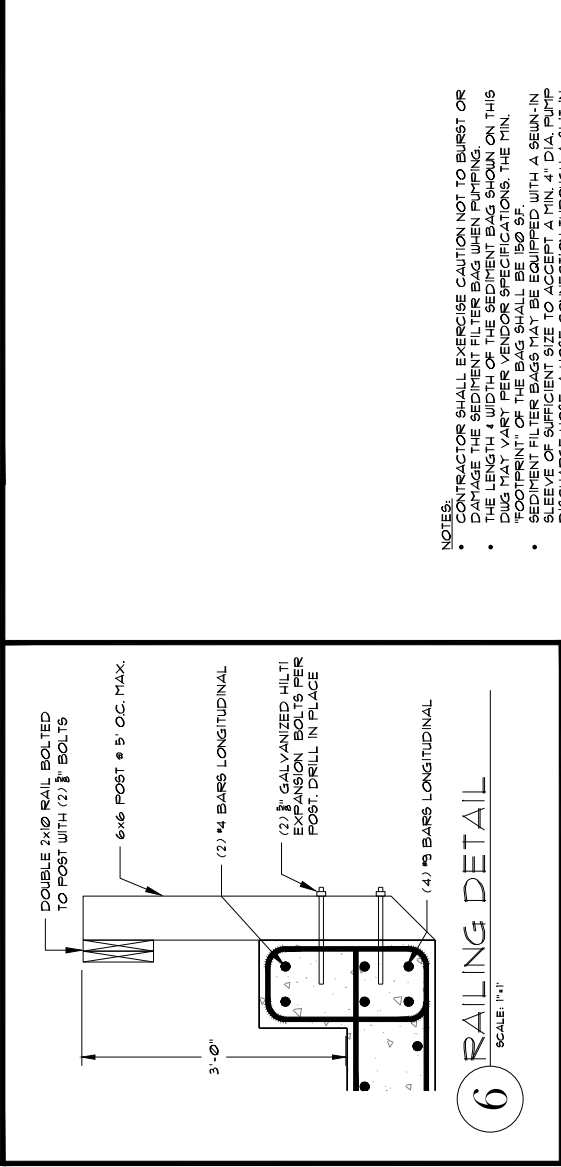 DOUBLE 2x10 RAIL BOLTED
TO POST WITH (2) 5/8" BOLTS
6x6 POST @ 5' O.C. MAX.
(2) #4 BARS LONGITUDINAL
(2) GALVANIZED HILTI
EXPANSION BOLTS PER
POST, DRILL IN PLACE
(4) #9 BARS LONGITUDINAL
3'-0"
6
RAILING DETAIL
SCALE: 1"=1'
NOTES:
• CONTRACTOR SHALL EXERCISE CAUTION NOT TO BURST OR
DAMAGE THE SEDIMENT FILTER BAG WHEN PUMPING.
• THE LENGTH & WIDTH OF THE SEDIMENT BAG SHOWN ON THIS
DWG MAY VARY PER VENDOR SPECIFICATIONS. THE MIN.
"FOOTPRINT" OF THE BAG SHALL BE 150 S.F.
• SEDIMENT FILTER BAGS MAY BE EQUIPPED WITH A SEWN-IN
SLEEVE OF SUFFICIENT SIZE TO ACCEPT A MIN. 4" DIA. PUMP